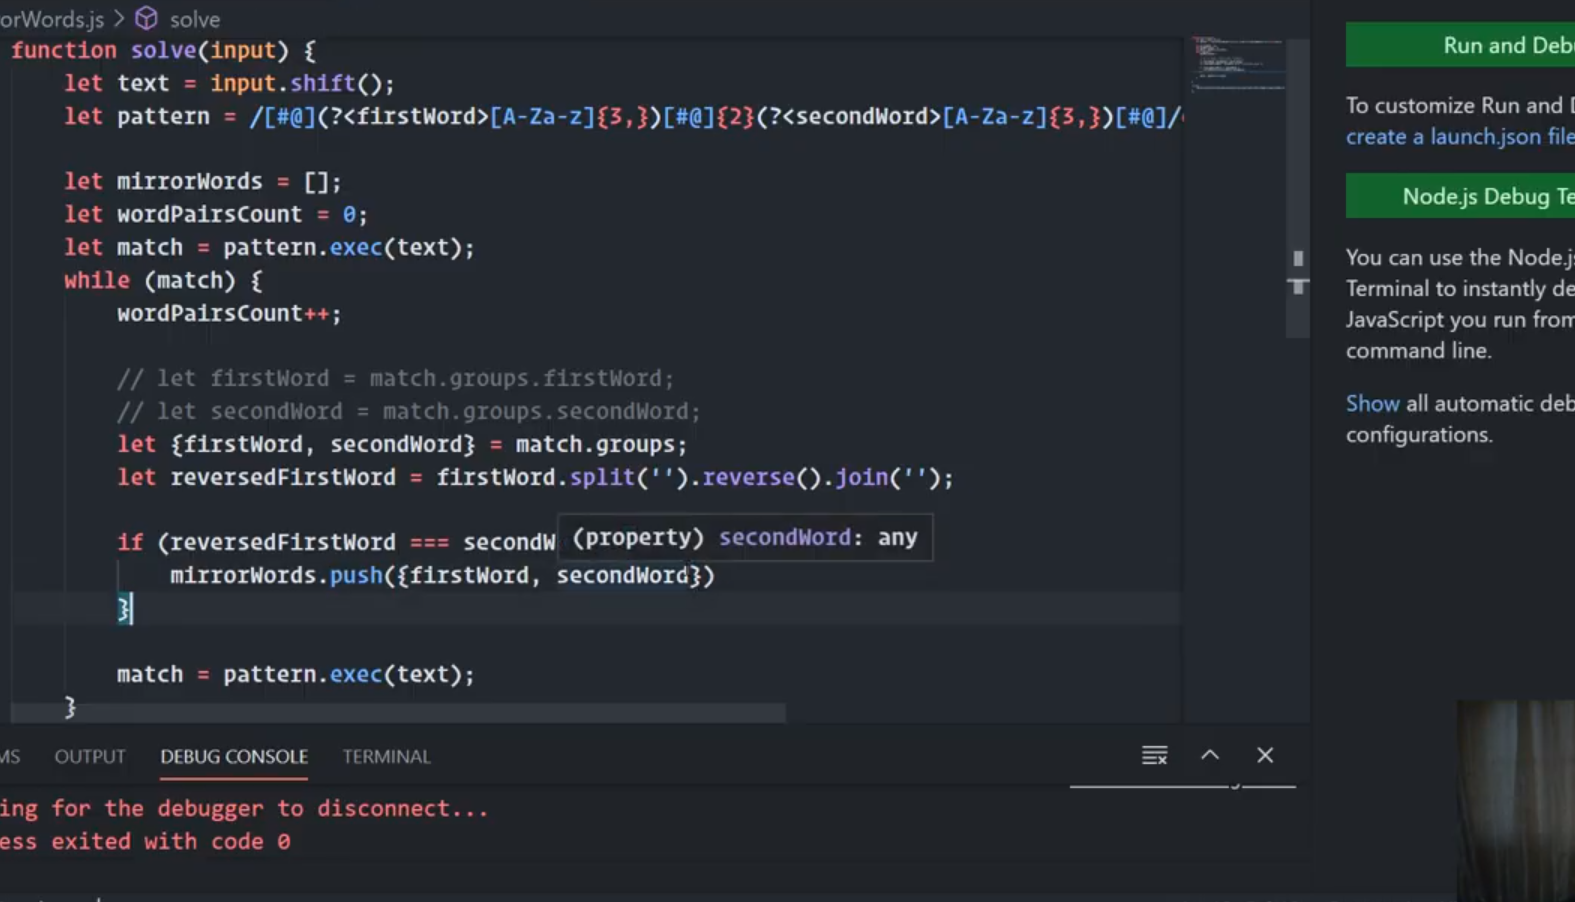 orWords.js > solve
function solve(input) {
let text = input.shift();
let pattern = /[#@](?<firstWord>[A-Za-z]{3,})[#@]{2}(?<secondWord>[A-Za-z]{3,})[#@]/
let mirrorWords = [];
let wordPairsCount = 0;
let match = pattern.exec(text);
while (match) {
wordPairsCount++;
// let firstWord = match.groups.firstWord;
// let secondWord = match.groups.secondWord;
let {firstWord, secondWord} = match.groups;
let reversedFirstWord = firstWord.split('').reverse().join('');
if (reversedFirstWord === secondW
(property) secondWord: any
mirrorWords.push({firstWord, secondWord})
}
match = pattern.exec(text);
}
MS OUTPUT DEBUG CONSOLE TERMINAL
ing for the debugger to disconnect...
ess exited with code 0
Run and Deb
To customize Run and D
create a launch.json file
Node.js Debug Te
You can use the Node.js
Terminal to instantly de
JavaScript you run from
command line.
Show all automatic deb
configurations.